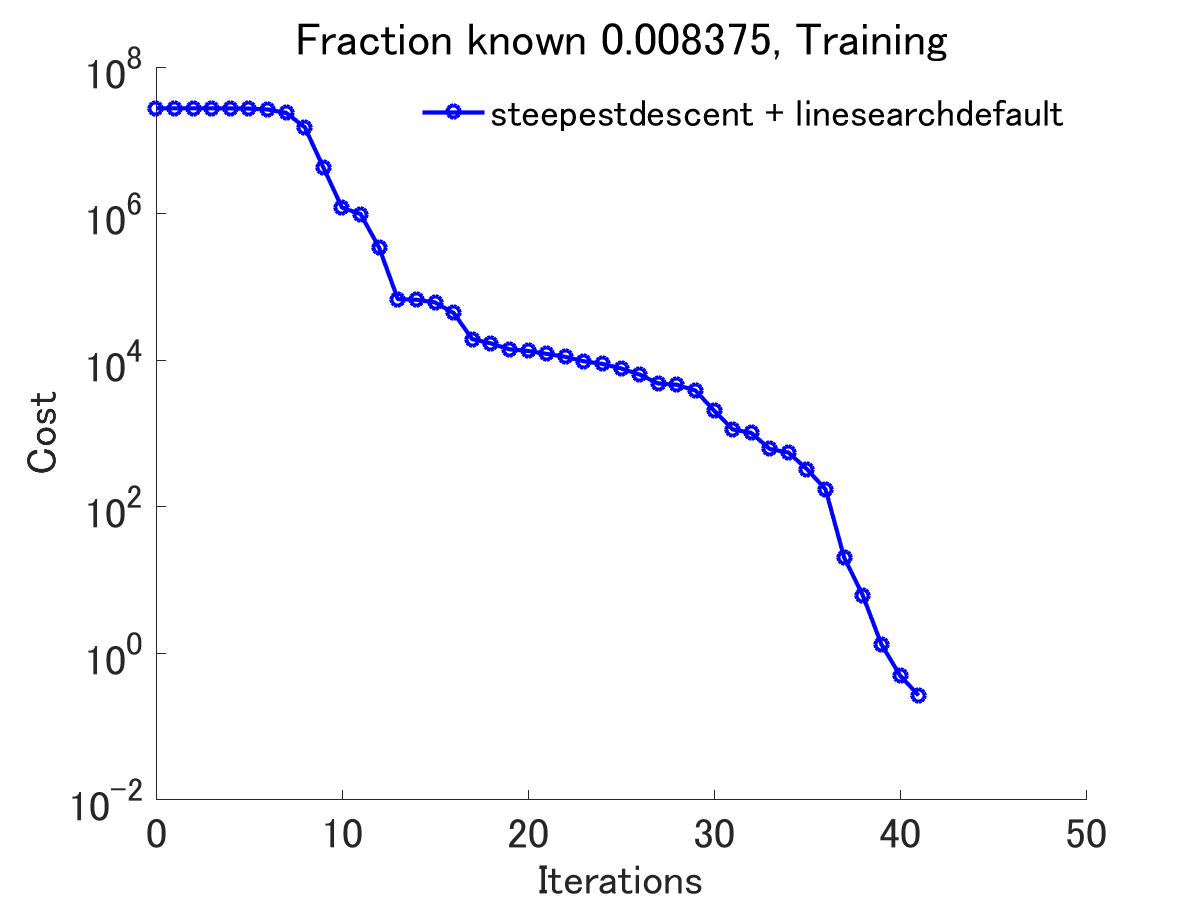 Fraction known 0.008375, Training
steepestdescent + linesearchdefault
10^8
10^6
10^4
10^2
10^0
10^-2
Cost
0 10 20 30 40 50
Iterations